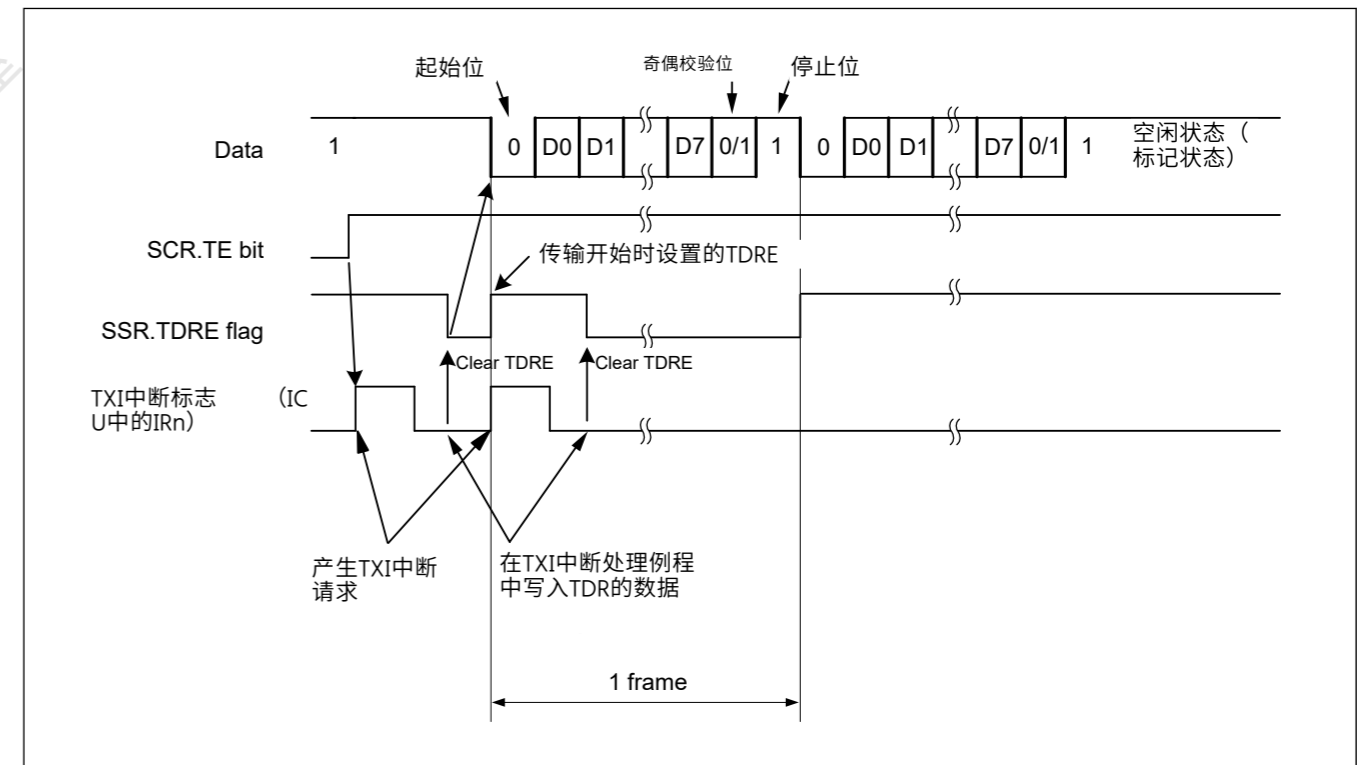 起始位
奇偶校验位
停止位
Data
1
0 D0 D1 D7 0/1 1 0 D0 D1 D7 0/1 1
空闲状态（
标记状态）
SCR.TE bit
传输开始时设置的TDRE
SSR.TDRE flag
Clear TDRE
Clear TDRE
TXI中断标志 （IC
U中的IRn）
产生TXI中断
请求
在TXI中断处理例程
中写入TDR的数据
1 frame